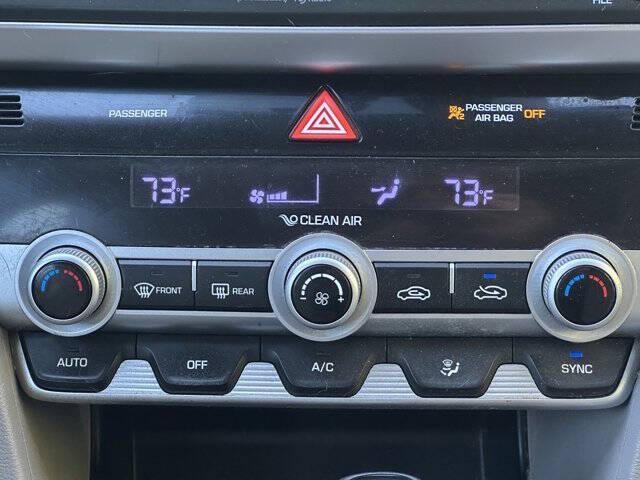 PASSENGER
PASSENGER
AIR BAG OFF
73°F
73°F
CLEAN AIR
FRONT
REAR
AUTO
OFF
A/C
SYNC